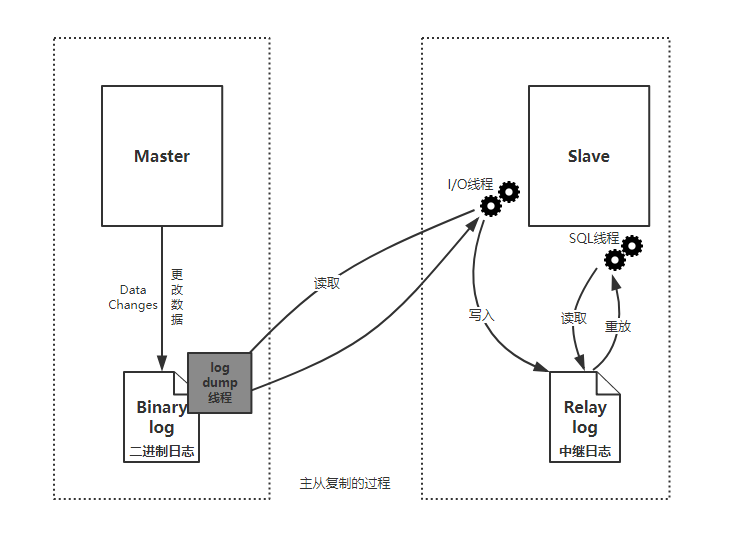 Master
Data
Changes
更
改
数
据
log
dump
线程
Binary
log
二进制日志
读取
主从复制的过程
Slave
I/O线程
SQL线程
写入
读取
重放
Relay
log
中继日志